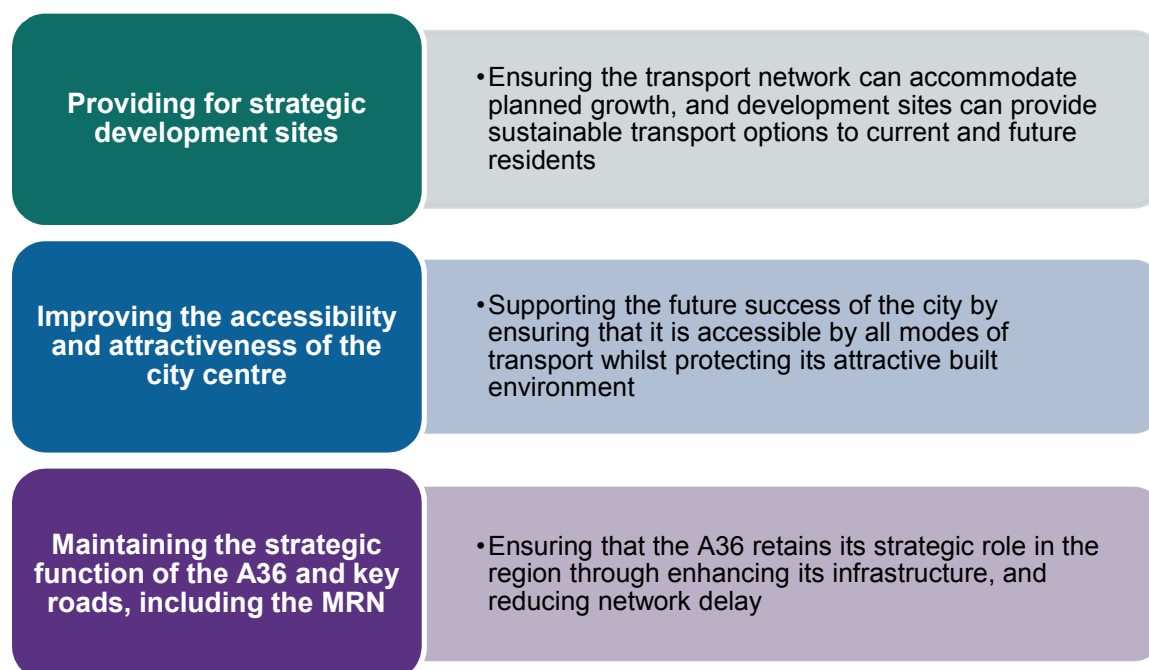 Providing for strategic
development sites
•Ensuring the transport network can accommodate
planned growth, and development sites can provide
sustainable transport options to current and future
residents
Improving the accessibility
and attractiveness of the
city centre
•Supporting the future success of the city by
ensuring that it is accessible by all modes of
transport whilst protecting its attractive built
environment
Maintaining the strategic
function of the A36 and key
roads, including the MRN
•Ensuring that the A36 retains its strategic role in the
region through enhancing its infrastructure, and
reducing network delay